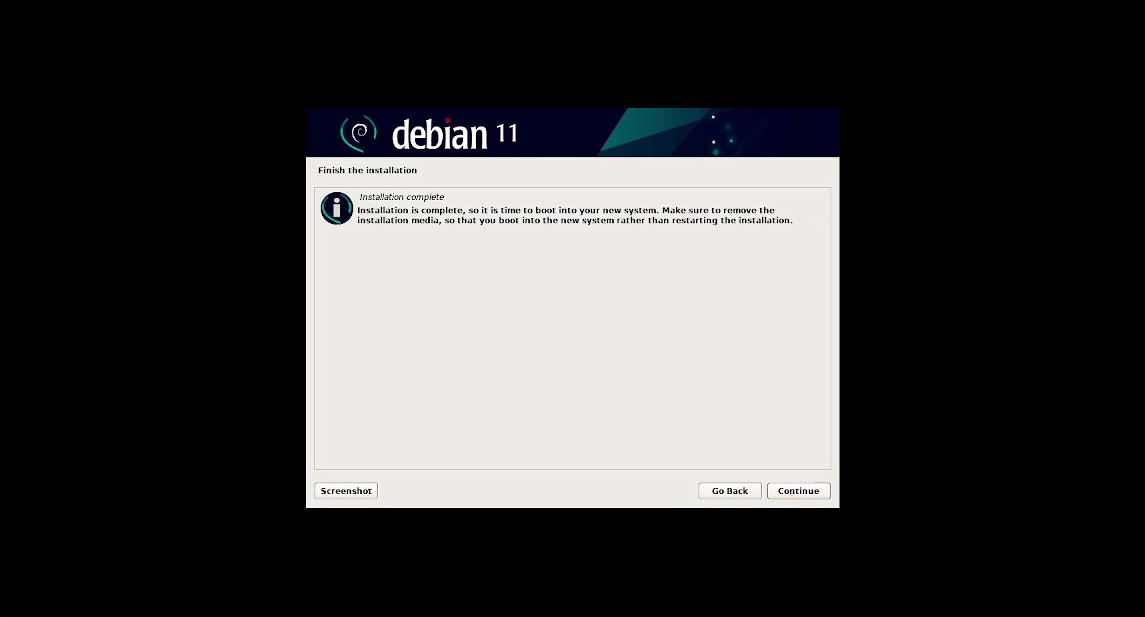 debian 11
Finish the installation
Installation complete
Installation is complete, so it is time to boot into your new system. Make sure to remove the
installation media, so that you boot into the new system rather than restarting the installation.
Screenshot Go Back Continue